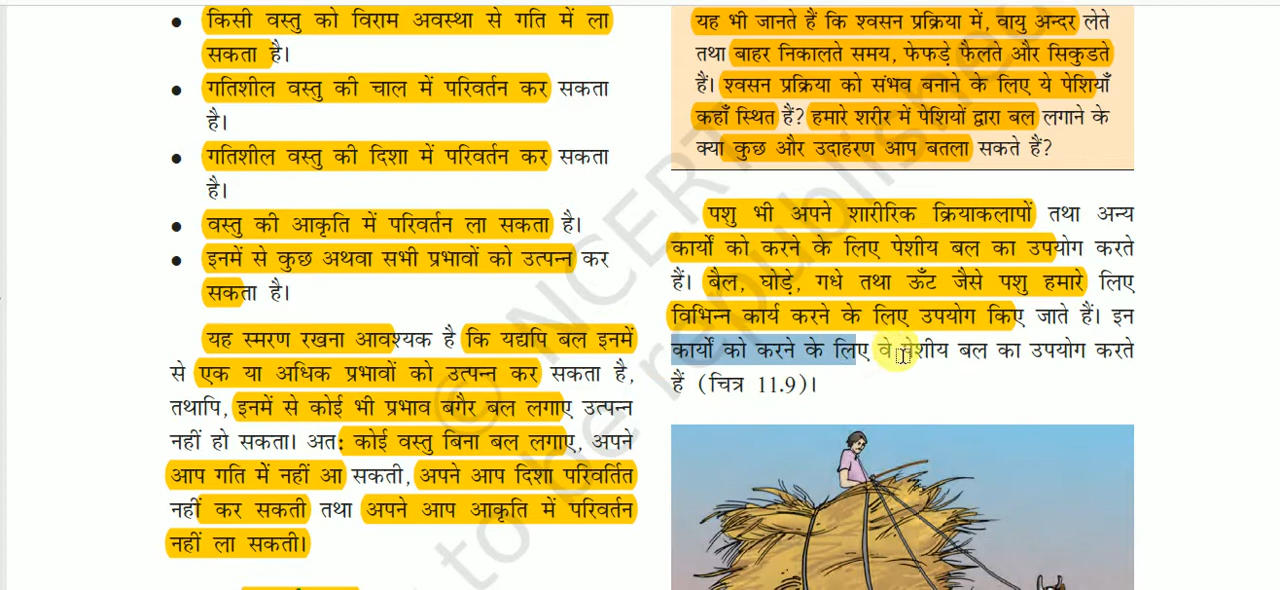 किसी वस्तु को विराम अवस्था से गति में ला
सकता है।
गतिशील वस्तु की चाल में परिवर्तन कर सकता
है।
गतिशील वस्तु की दिशा में परिवर्तन कर सकता
है।
वस्तु की आकृति में परिवर्तन ला सकता है।
इनमें से कुछ अथवा सभी प्रभावों को उत्पन्न कर
सकता है।
यह स्मरण रखना आवश्यक है कि यद्यपि बल इनमें
से एक या अधिक प्रभावों को उत्पन्न कर सकता है,
तथापि, इनमें से कोई भी प्रभाव बगैर बल लगाए उत्पन्न
नहीं हो सकता। अत: कोई वस्तु बिना बल लगाए, अपने
आप गति में नहीं आ सकती, अपने आप दिशा परिवर्तित
नहीं कर सकती तथा अपने आप आकृति में परिवर्तन
नहीं ला सकती।
यह भी जानते हैं कि श्वसन प्रक्रिया में, वायु अन्दर लेते
तथा बाहर निकालते समय, फेफड़े फैलते और सिकुडते
हैं। श्वसन प्रक्रिया को संभव बनाने के लिए ये पेशियाँ
कहाँ स्थित हैं? हमारे शरीर में पेशियों द्वारा बल लगाने के
क्या कुछ और उदाहरण आप बतला सकते हैं?
पशु भी अपने शारीरिक क्रियाकलापों तथा अन्य
कार्यों को करने के लिए पेशीय बल का उपयोग करते
हैं। बैल, घोड़े, गधे तथा ऊँट जैसे पशु हमारे लिए
विभिन्न कार्य करने के लिए उपयोग किए जाते हैं। इन
कार्यों को करने के लिए वे पेशीय बल का उपयोग करते
हैं (चित्र 11.9)।
© NCERT
to be republished